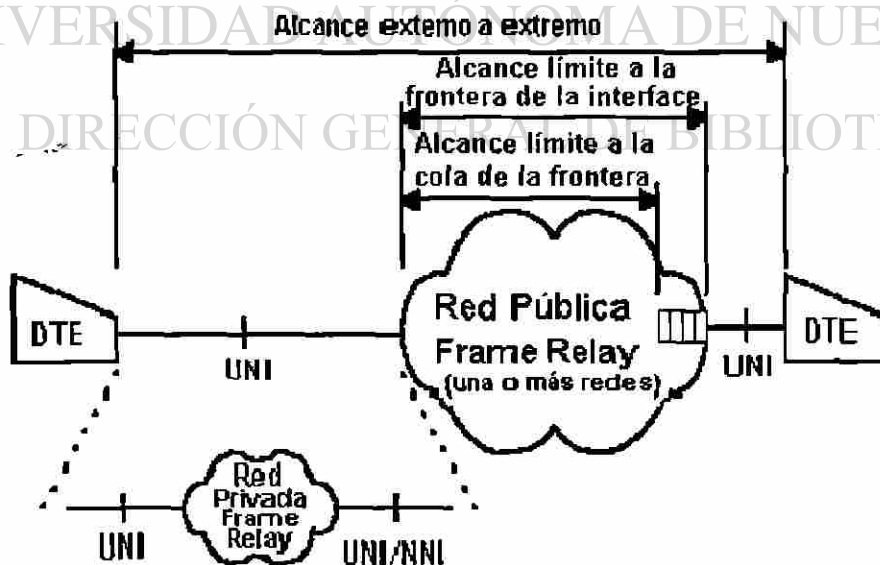 VERSIDAD AUTÓNOMA DE NUE
Alcance extemo a extremo
Alcance límite a la
frontera de la interface
DIRECCIÓN GENERAL DE BIBLIOT
Alcance límite a la
cola de la frontera
Red Pública
Frame Relay
(una o más redes)
DTE
UNI
UNI
DTE
Red
Privada
Frame
Relay
UNI
UNI/NNI